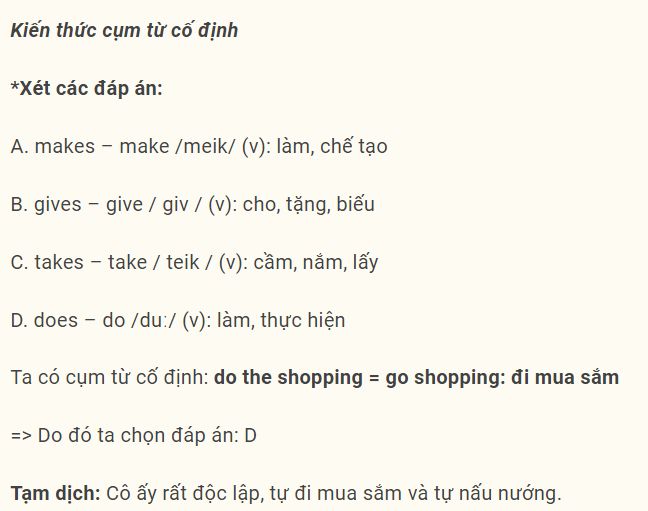 Kiến thức cụm từ cố định
*Xét các đáp án:
A. makes – make /meik/ (v): làm, chế tạo
B. gives – give / giv / (v): cho, tặng, biếu
C. takes – take / teik / (v): cầm, nắm, lấy
D. does – do /duː/ (v): làm, thực hiện
Ta có cụm từ cố định: do the shopping = go shopping: đi mua sắm
=> Do đó ta chọn đáp án: D
Tạm dịch: Cô ấy rất độc lập, tự đi mua sắm và tự nấu nướng.